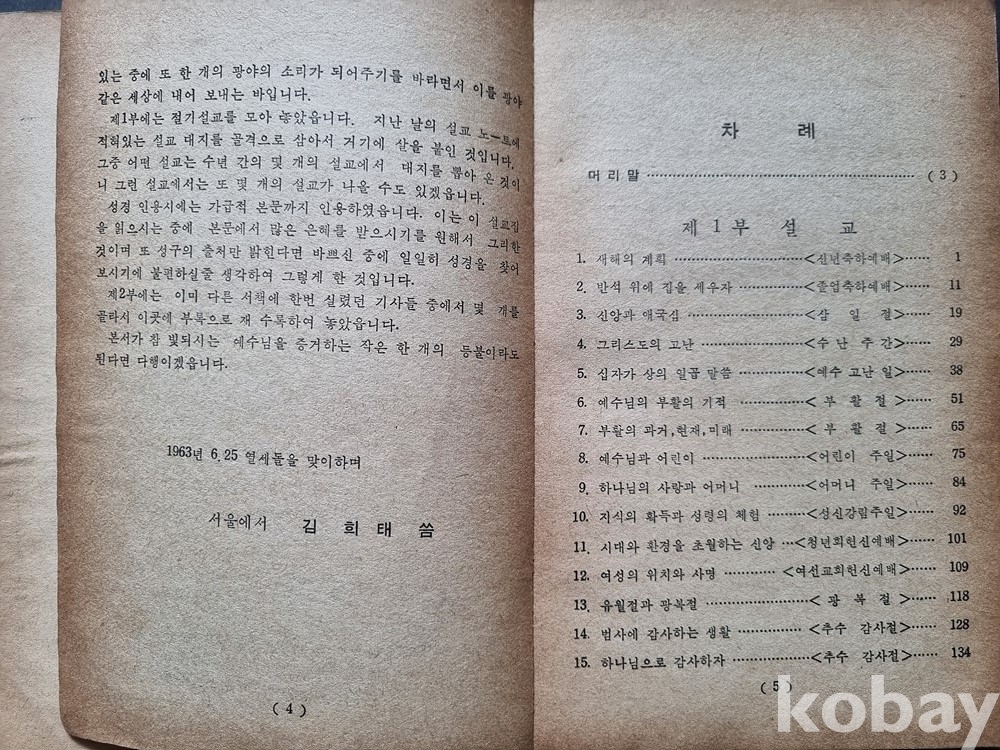 있는 중에 또 한 개의 광야의 소리가 되어주기를 바라면서 이를 광야
같은 세상에 내어 보내는 바입니다.
제1부에는 절기설교를 모아 놓았읍니다. 지난 날의 설교 노ー트에
적혀있는 설교 대지를 골격으로 삼아서 거기에 살을 붙인 것입니다.
그중 어떤 설교는 수년 간의 몇 개의 설교에서 대지를 뽑아 온 것이
니 그런 설교에서는 또 몇 개의 설교가 나올 수도 있겠읍니다.
성경 인용시에는 가급적 본문까지 인용하였읍니다. 이는 이 설교집
을 읽으시는 중에 본문에서 많은 은혜를 받으시기를 원해서 그리한
것이며 또 성구의 출처만 밝힌다면 바쁘신 중에 일일히 성경을 찾어
보시기에 불편하실줄 생각하여 그렇게 한 것입니다.
제2부에는 이미 다른 서책에 한번 실렸던 기사들 중에서 몇 개를
골라서 이곳에 부록으로 재 수록하여 놓았읍니다.
본서가 참 빛되시는 예수님을 증거하는 작은 한 개의 등불이라도
된다면 다행이겠읍니다.
1963년 6.25 열세돌을 맞이하며
서울에서 김희태 씀
(4)
차 례
머리말 ⋯⋯⋯⋯⋯⋯⋯⋯ (3)
제1부 설 교
1. 새해의 계획 ⋯⋯⋯⋯<신년축하예배>⋯⋯ 1
2. 반석 위에 집을 세우자 ⋯⋯⋯⋯<졸업축하예배>⋯⋯ 11
3. 신앙과 애국심 ⋯⋯⋯⋯<삼 일 절>⋯⋯ 19
4. 그리스도의 고난 ⋯⋯⋯⋯<수 난 주 간>⋯⋯ 29
5. 십자가 상의 일곱 말씀 ⋯⋯⋯⋯<예수 고난 일>⋯⋯ 38
6. 예수님의 부활의 기적 ⋯⋯⋯⋯<부 활 절>⋯⋯ 51
7. 부활의 과거,현재,미래 ⋯⋯⋯⋯<부 활 절>⋯⋯ 65
8. 예수님과 어린이 ⋯⋯⋯⋯<어린이 주일>⋯⋯ 75
9. 하나님의 사랑과 어머니 ⋯⋯⋯⋯<어머니 주일>⋯⋯ 84
10. 지식의 확득과 성령의 체험 ⋯⋯⋯<성신강림주일>⋯⋯ 92
11. 시대와 환경을 초월하는 신앙 ⋯<청년회헌신예배>⋯⋯ 101
12. 여성의 위치와 사명 ⋯⋯⋯⋯<여선교회헌신예배>⋯⋯ 109
13. 유월절과 광복절 ⋯⋯⋯⋯<광 복 절>⋯⋯ 118
14. 범사에 감사하는 생활 ⋯⋯⋯⋯<추수 감사절>⋯⋯ 128
15. 하나님으로 감사하자 ⋯⋯⋯⋯<추수 감사절>⋯⋯ 134
(5)
kobay